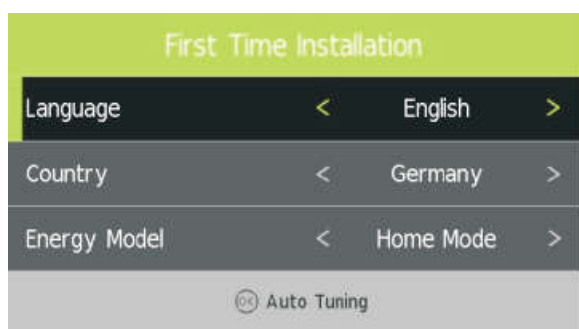 First Time Installation
Language < English >
Country < Germany >
Energy Model < Home Mode >
OK Auto Tuning